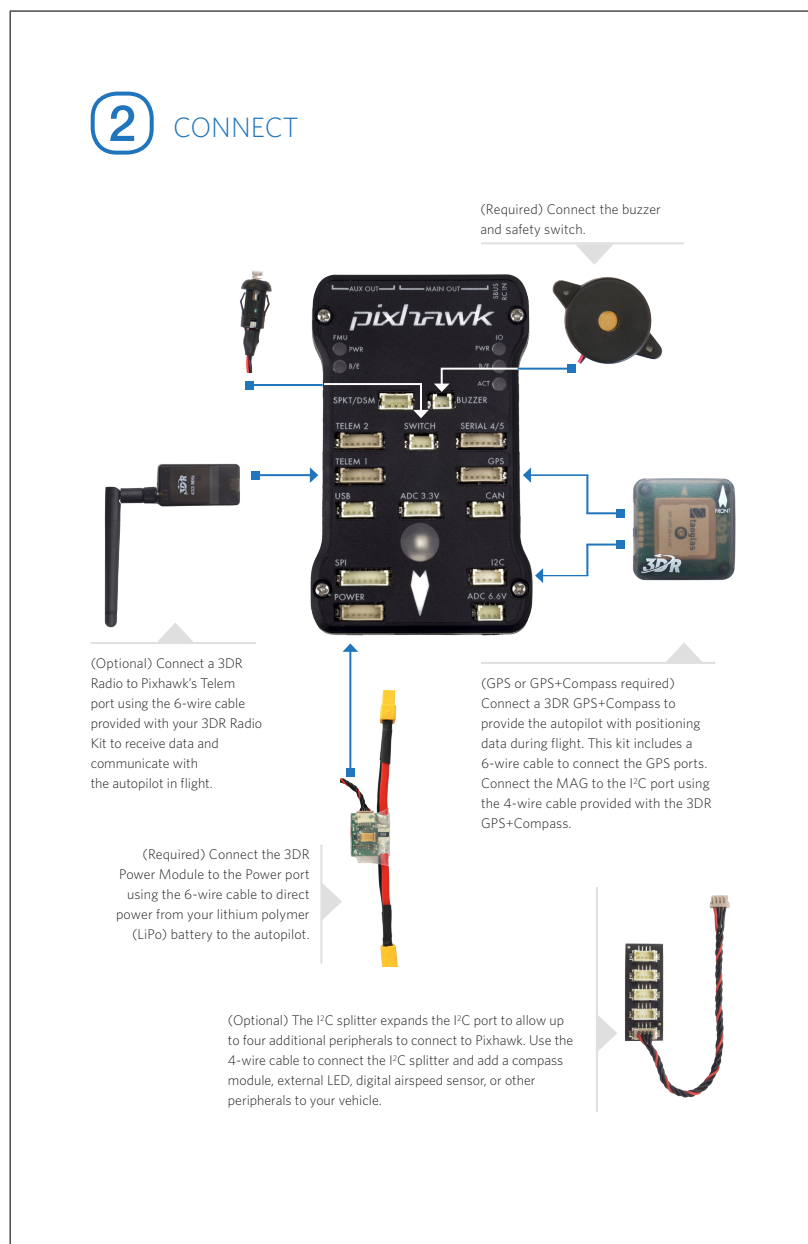 2 CONNECT
(Required) Connect the buzzer
and safety switch.
AUX OUT
MAIN OUT
SBUS
RC IN
pixhawk
FMU
IO
PWR
PWR
B/E
B/E
ACT
SPKT/DSM
BUZZER
TELEM 2
SWITCH
SERIAL 4/5
TELEM 1
GPS
USB
ADC 3.3V
CAN
SPI
I2C
POWER
ADC 6.6V
3DR
FRONT
taoglas
3DR
(Optional) Connect a 3DR
Radio to Pixhawk's Telem
port using the 6-wire cable
provided with your 3DR Radio
Kit to receive data and
communicate with
the autopilot in flight.
(GPS or GPS+Compass required)
Connect a 3DR GPS+Compass to
provide the autopilot with positioning
data during flight. This kit includes a
6-wire cable to connect the GPS ports.
Connect the MAG to the I²C port using
the 4-wire cable provided with the 3DR
GPS+Compass.
(Required) Connect the 3DR
Power Module to the Power port
using the 6-wire cable to direct
power from your lithium polymer
(LiPo) battery to the autopilot.
(Optional) The I²C splitter expands the I²C port to allow up
to four additional peripherals to connect to Pixhawk. Use the
4-wire cable to connect the I²C splitter and add a compass
module, external LED, digital airspeed sensor, or other
peripherals to your vehicle.